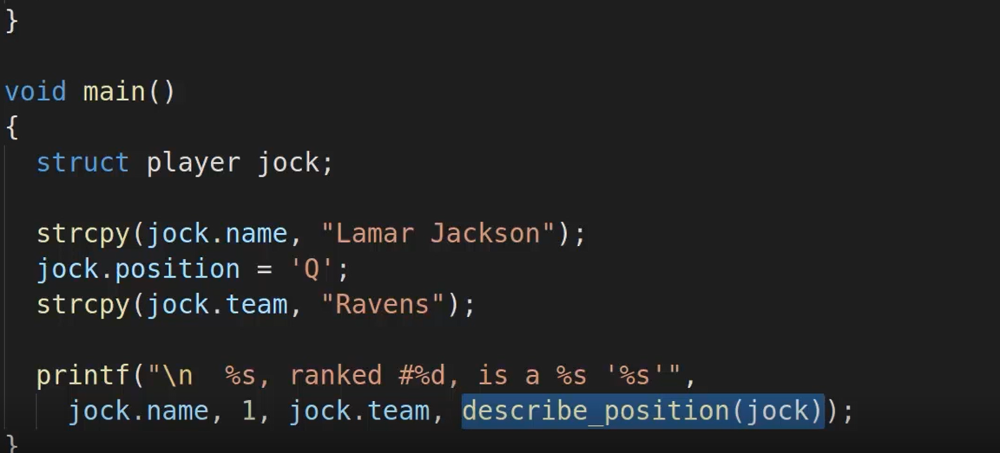 }
void main()
{
struct player jock;
strcpy(jock.name, "Lamar Jackson");
jock.position = 'Q';
strcpy(jock.team, "Ravens");
printf("\n  %s, ranked #%d, is a %s '%s'",
jock.name, 1, jock.team, describe_position(jock));
}